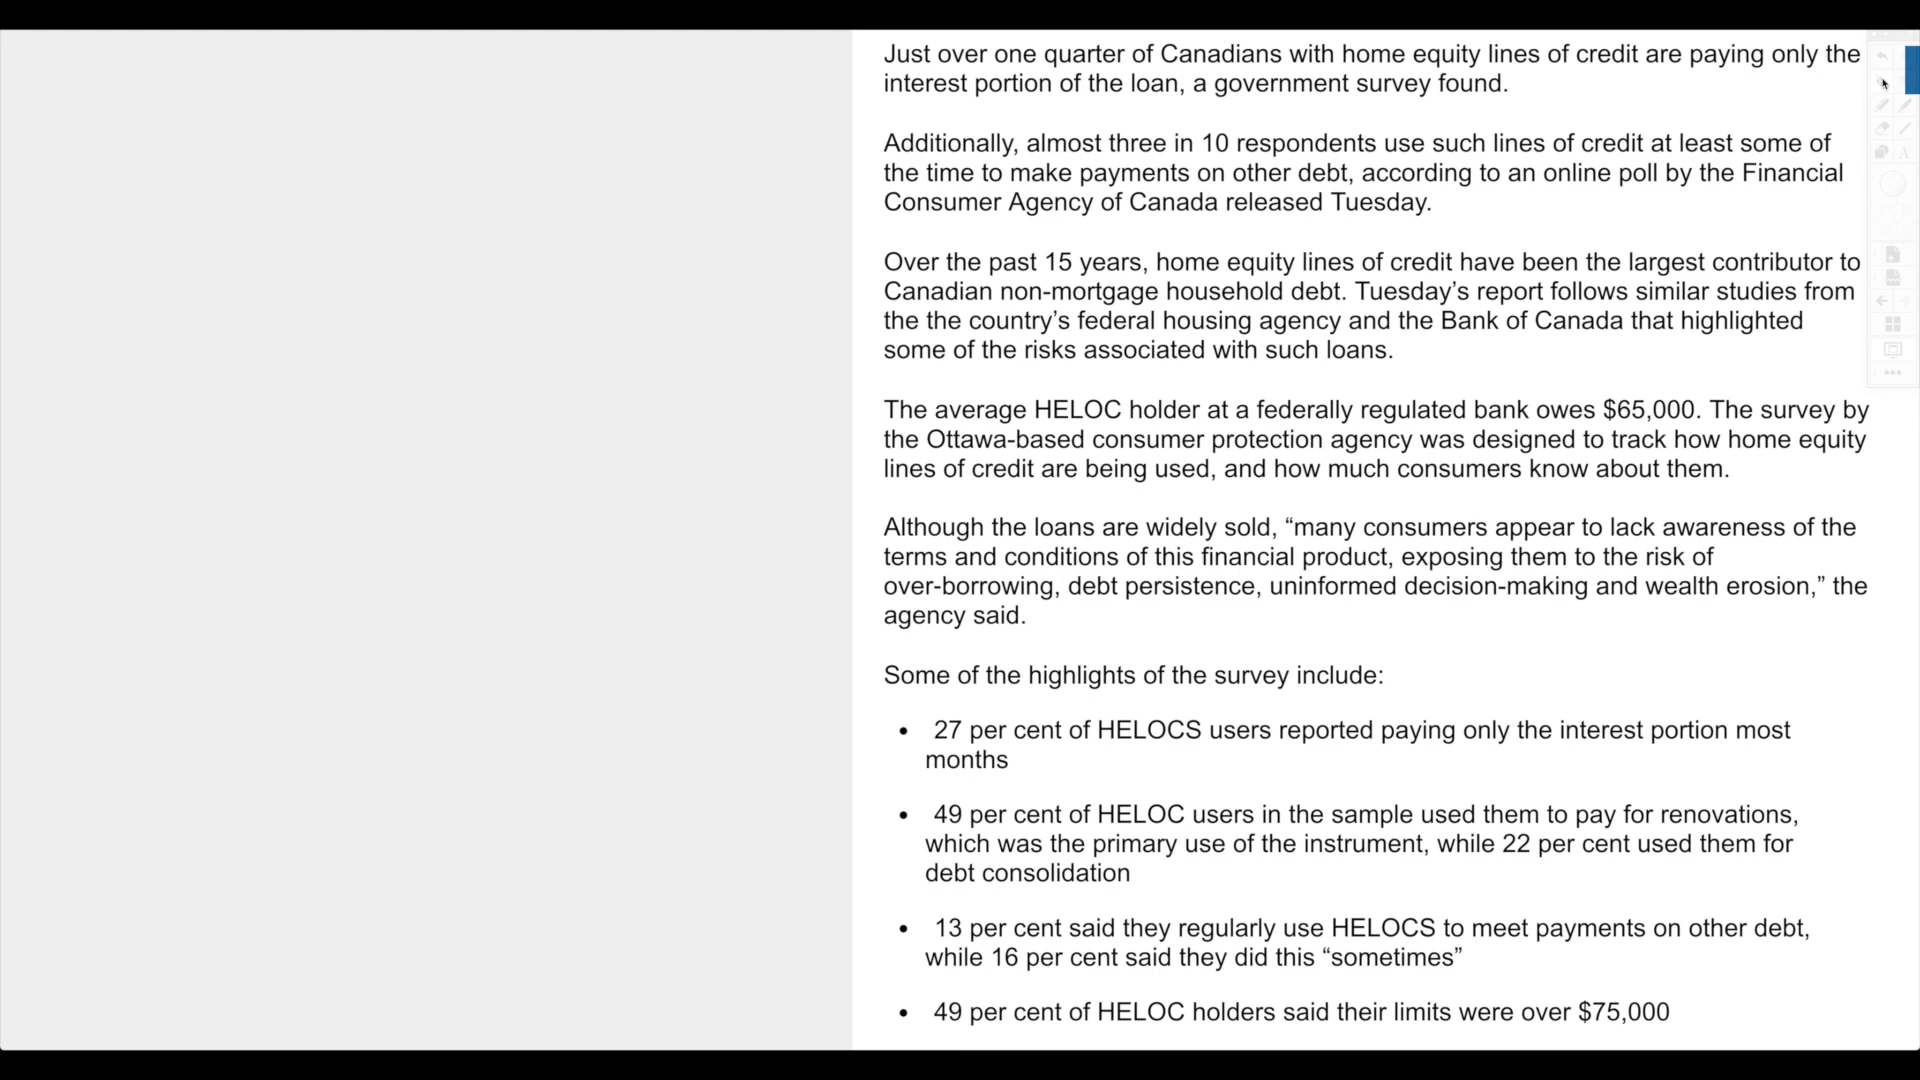 Just over one quarter of Canadians with home equity lines of credit are paying only the
interest portion of the loan, a government survey found.
Additionally, almost three in 10 respondents use such lines of credit at least some of
the time to make payments on other debt, according to an online poll by the Financial
Consumer Agency of Canada released Tuesday.
Over the past 15 years, home equity lines of credit have been the largest contributor to
Canadian non-mortgage household debt. Tuesday’s report follows similar studies from
the the country’s federal housing agency and the Bank of Canada that highlighted
some of the risks associated with such loans.
The average HELOC holder at a federally regulated bank owes $65,000. The survey by
the Ottawa-based consumer protection agency was designed to track how home equity
lines of credit are being used, and how much consumers know about them.
Although the loans are widely sold, “many consumers appear to lack awareness of the
terms and conditions of this financial product, exposing them to the risk of
over-borrowing, debt persistence, uninformed decision-making and wealth erosion,” the
agency said.
Some of the highlights of the survey include:
• 27 per cent of HELOCS users reported paying only the interest portion most
months
• 49 per cent of HELOC users in the sample used them to pay for renovations,
which was the primary use of the instrument, while 22 per cent used them for
debt consolidation
• 13 per cent said they regularly use HELOCS to meet payments on other debt,
while 16 per cent said they did this “sometimes”
• 49 per cent of HELOC holders said their limits were over $75,000